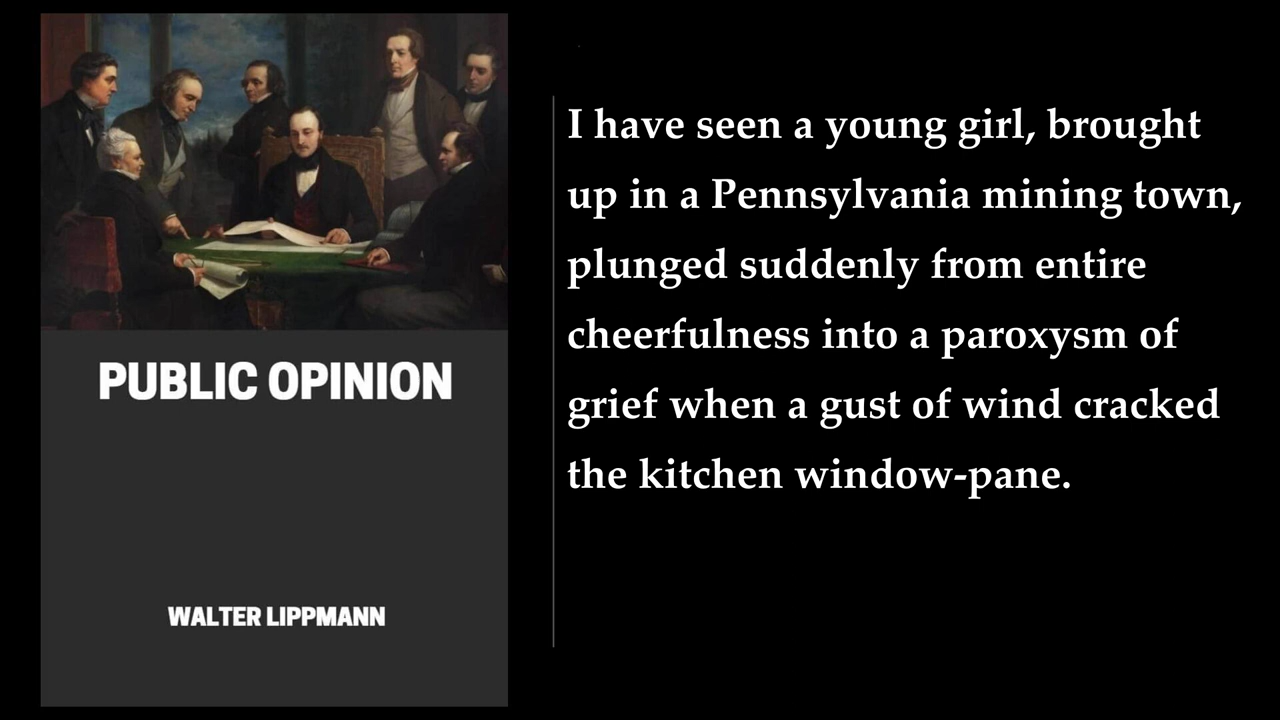 PUBLIC OPINION
WALTER LIPPMANN
I have seen a young girl, brought
up in a Pennsylvania mining town,
plunged suddenly from entire
cheerfulness into a paroxysm of
grief when a gust of wind cracked
the kitchen window-pane.